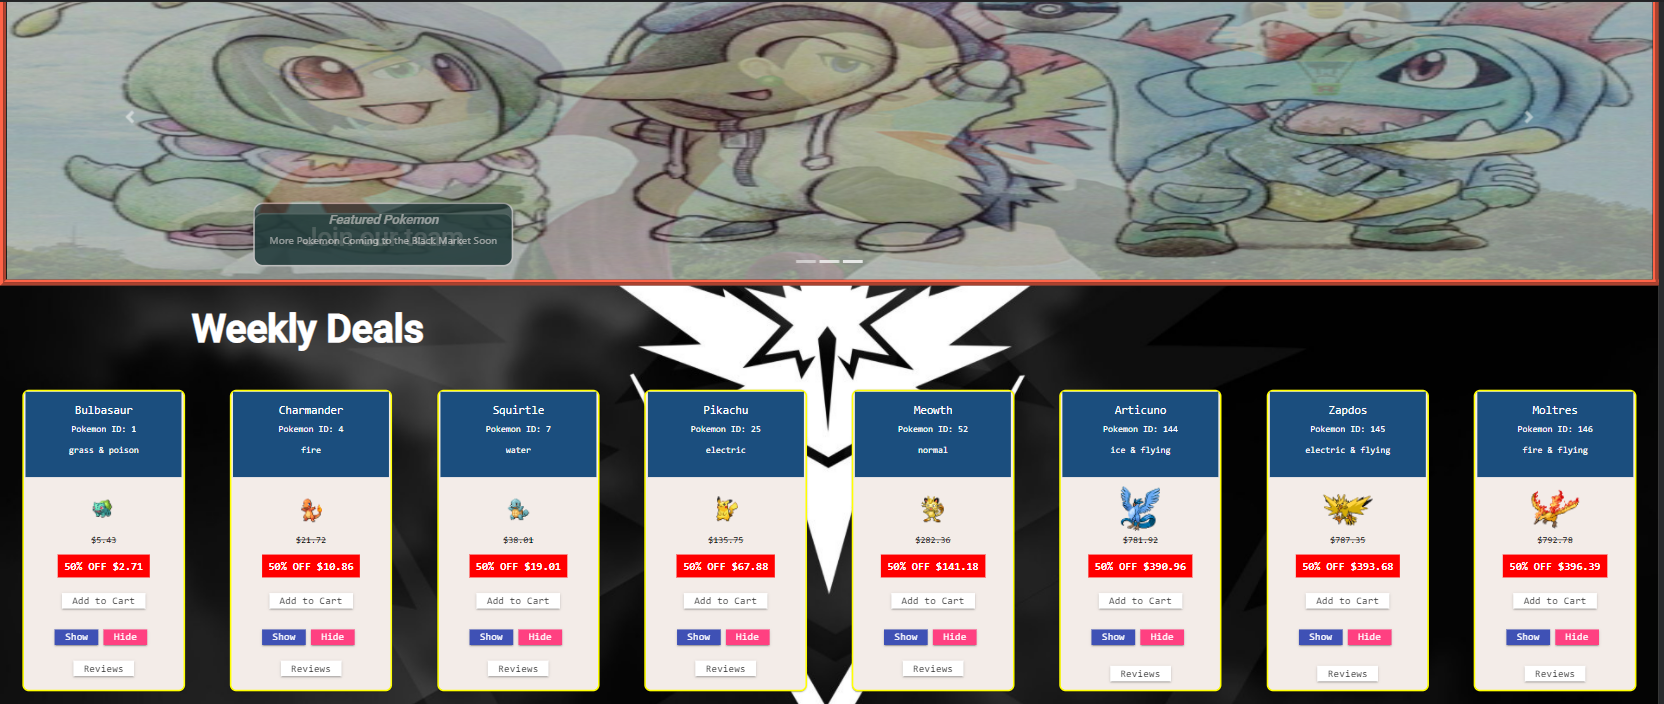 Featured Pokemon
Join our team
More Pokemon Coming to the Black Market Soon
Weekly Deals
Bulbasaur
Pokemon ID: 1
grass & poison
$5.43
50% OFF $2.71
Add to Cart
Show Hide
Reviews
Charmander
Pokemon ID: 4
fire
$21.72
50% OFF $10.86
Add to Cart
Show Hide
Reviews
Squirtle
Pokemon ID: 7
water
$38.01
50% OFF $19.01
Add to Cart
Show Hide
Reviews
Pikachu
Pokemon ID: 25
electric
$135.75
50% OFF $67.88
Add to Cart
Show Hide
Reviews
Meowth
Pokemon ID: 52
normal
$282.36
50% OFF $141.18
Add to Cart
Show Hide
Reviews
Articuno
Pokemon ID: 144
ice & flying
$781.92
50% OFF $390.96
Add to Cart
Show Hide
Reviews
Zapdos
Pokemon ID: 145
electric & flying
$787.35
50% OFF $393.68
Add to Cart
Show Hide
Reviews
Moltres
Pokemon ID: 146
fire & flying
$792.78
50% OFF $396.39
Add to Cart
Show Hide
Reviews